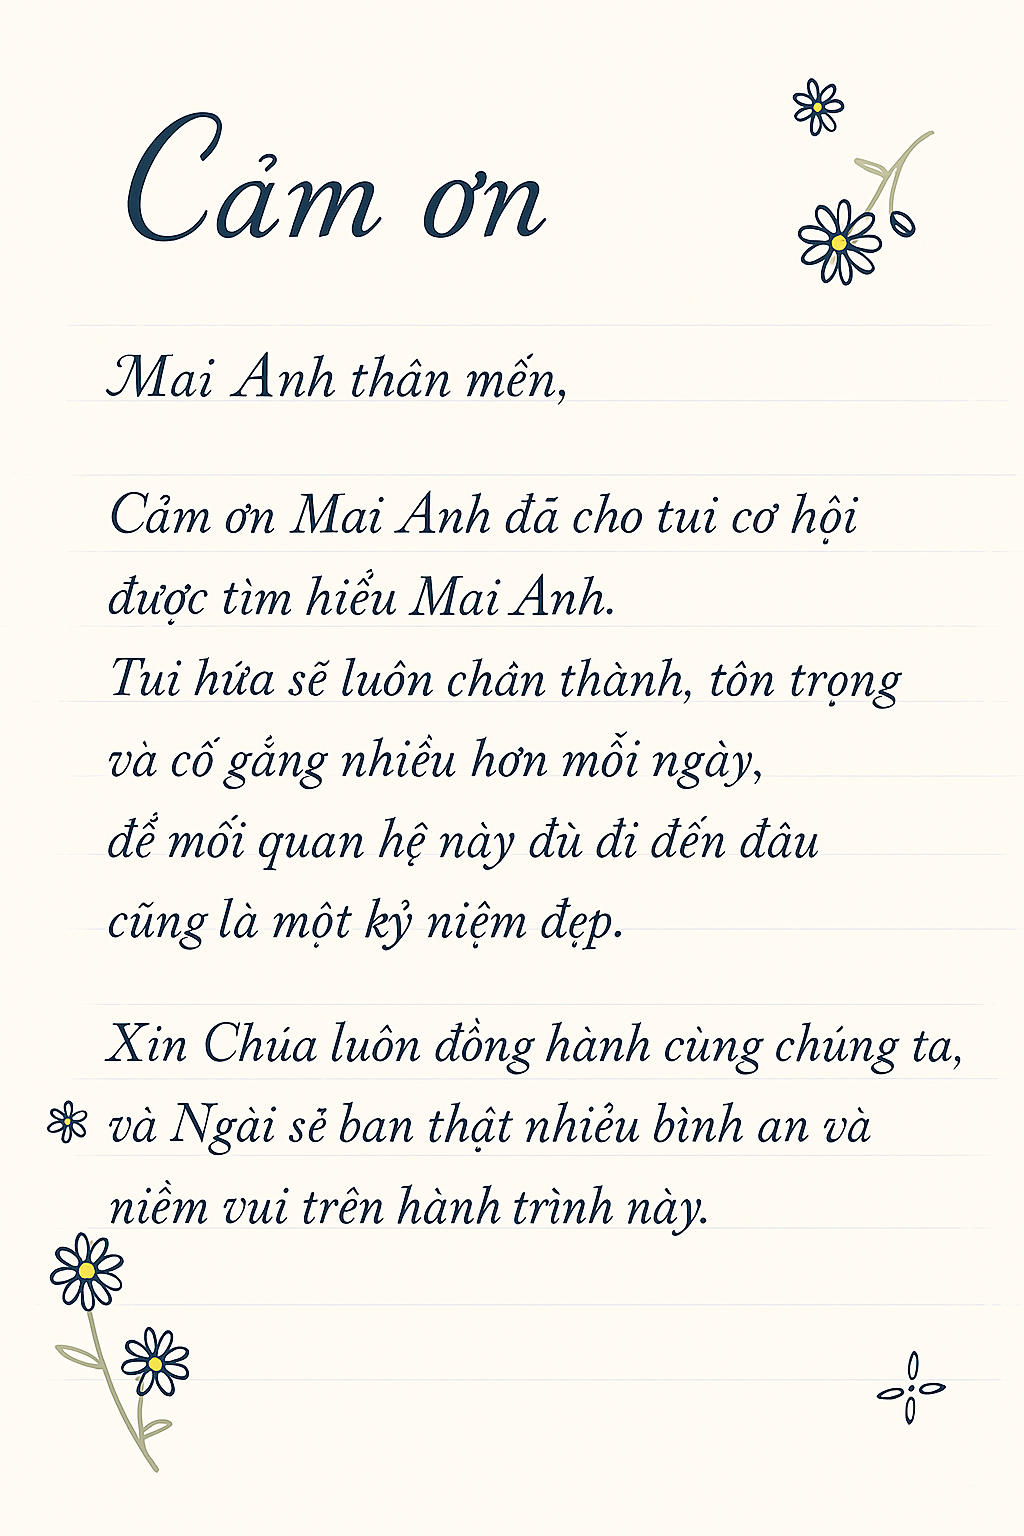 Cảm ơn
Mai Anh thân mến,
Cảm ơn Mai Anh đã cho tui cơ hội
được tìm hiểu Mai Anh.
Tui hứa sẽ luôn chân thành, tôn trọng
và cố gắng nhiều hơn mỗi ngày,
để mối quan hệ này đù đi đến đâu
cũng là một kỷ niệm đẹp.
Xin Chúa luôn đồng hành cùng chúng ta,
và Ngài sẻ ban thật nhiẻu bình an và
niềm vui trên hành trình này.